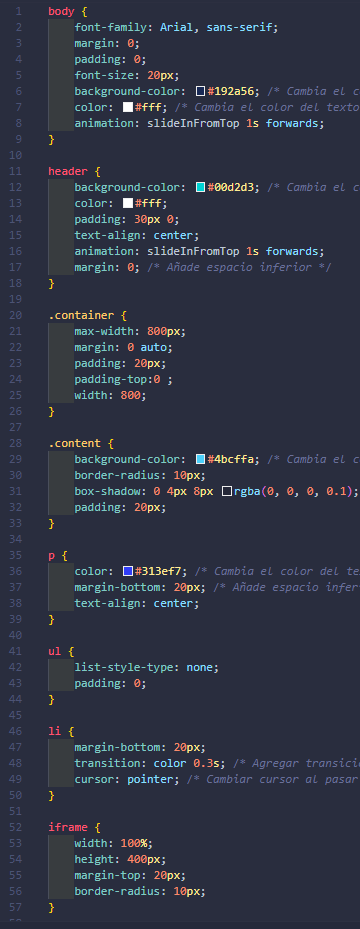 1 body {
2 font-family: Arial, sans-serif;
3 margin: 0;
4 padding: 0;
5 font-size: 20px;
6 background-color: #192a56; /* Cambia el c
7 color: #fff; /* Cambia el color del texto
8 animation: slideInFromTop 1s forwards;
9 }
10
11 header {
12 background-color: #00d2d3; /* Cambia el c
13 color: #fff;
14 padding: 30px 0;
15 text-align: center;
16 animation: slideInFromTop 1s forwards;
17 margin: 0; /* Añade espacio inferior */
18 }
19
20 .container {
21 max-width: 800px;
22 margin: 0 auto;
23 padding: 20px;
24 padding-top:0 ;
25 width: 800;
26 }
27
28 .content {
29 background-color: #4bcffa; /* Cambia el c
30 border-radius: 10px;
31 box-shadow: 0 4px 8px rgba(0, 0, 0, 0.1);
32 padding: 20px;
33 }
34
35 p {
36 color: #313ef7; /* Cambia el color del te
37 margin-bottom: 20px; /* Añade espacio infer
38 text-align: center;
39 }
40
41 ul {
42 list-style-type: none;
43 padding: 0;
44 }
45
46 li {
47 margin-bottom: 20px;
48 transition: color 0.3s; /* Agregar transici
49 cursor: pointer; /* Cambiar cursor al pasar
50 }
51
52 iframe {
53 width: 100%;
54 height: 400px;
55 margin-top: 20px;
56 border-radius: 10px;
57 }